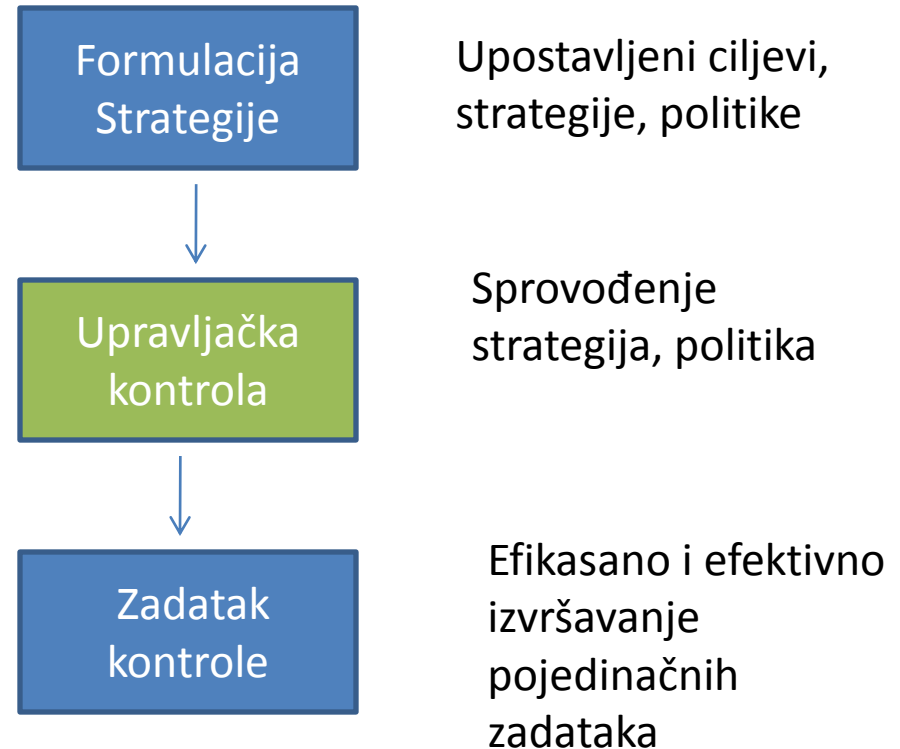 Formulacija
Strategije
Upostavljeni ciljevi,
strategije, politike
Upravljačka
kontrola
Sprovođenje
strategija, politika
Zadatak
kontrole
Efikasano i efektivno
izvršavanje
pojedinačnih
zadataka